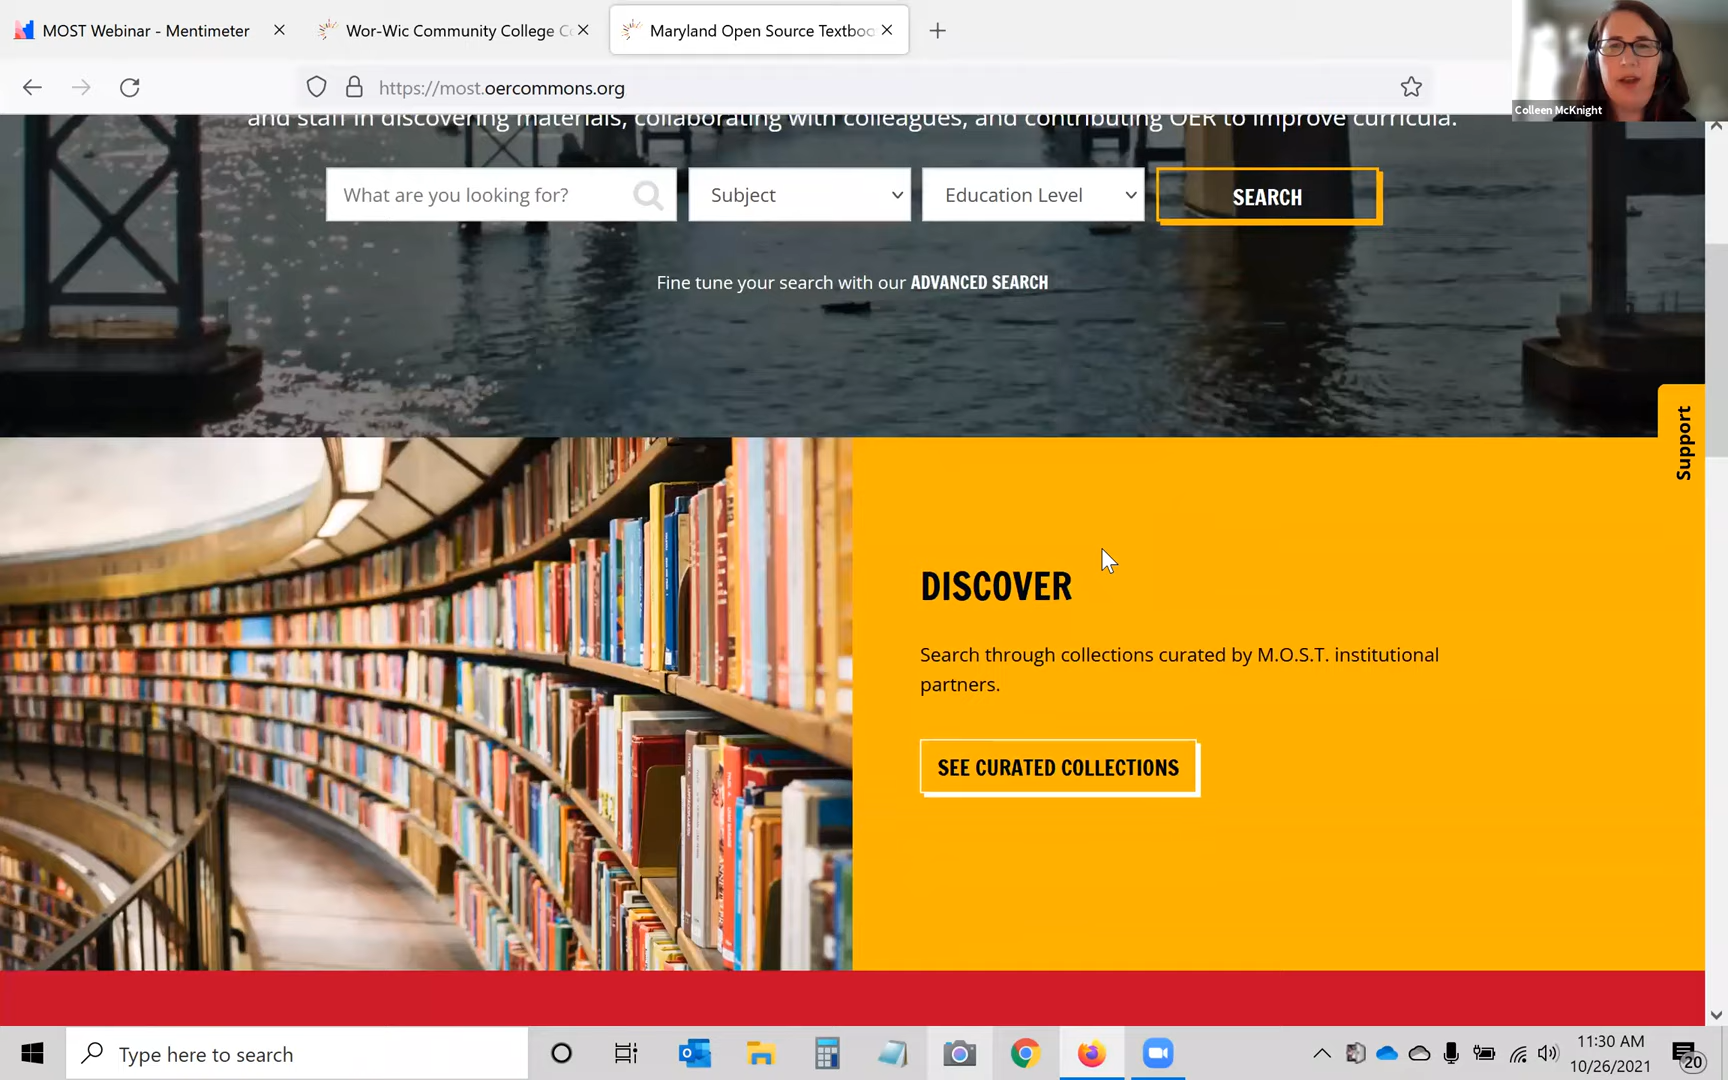 MOST Webinar - Mentimeter
Wor-Wic Community College C
Maryland Open Source Textboo
https://most.oercommons.org
Colleen McKnight
and staff in discovering materials, collaborating with colleagues, and contributing OER to improve curricula.
What are you looking for?
Subject
Education Level
SEARCH
Fine tune your search with our ADVANCED SEARCH
Support
DISCOVER
Search through collections curated by M.O.S.T. institutional
partners.
SEE CURATED COLLECTIONS
Type here to search
11:30 AM
10/26/2021
20